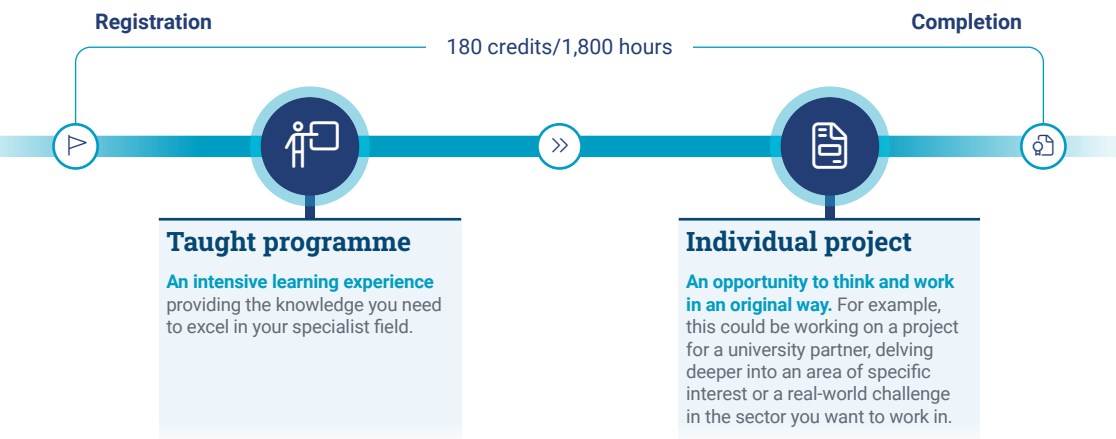 Registration
Completion
180 credits/1,800 hours
Taught programme
An intensive learning experience
providing the knowledge you need
to excel in your specialist field.
Individual project
An opportunity to think and work
in an original way. For example,
this could be working on a project
for a university partner, delving
deeper into an area of specific
interest or a real-world challenge
in the sector you want to work in.